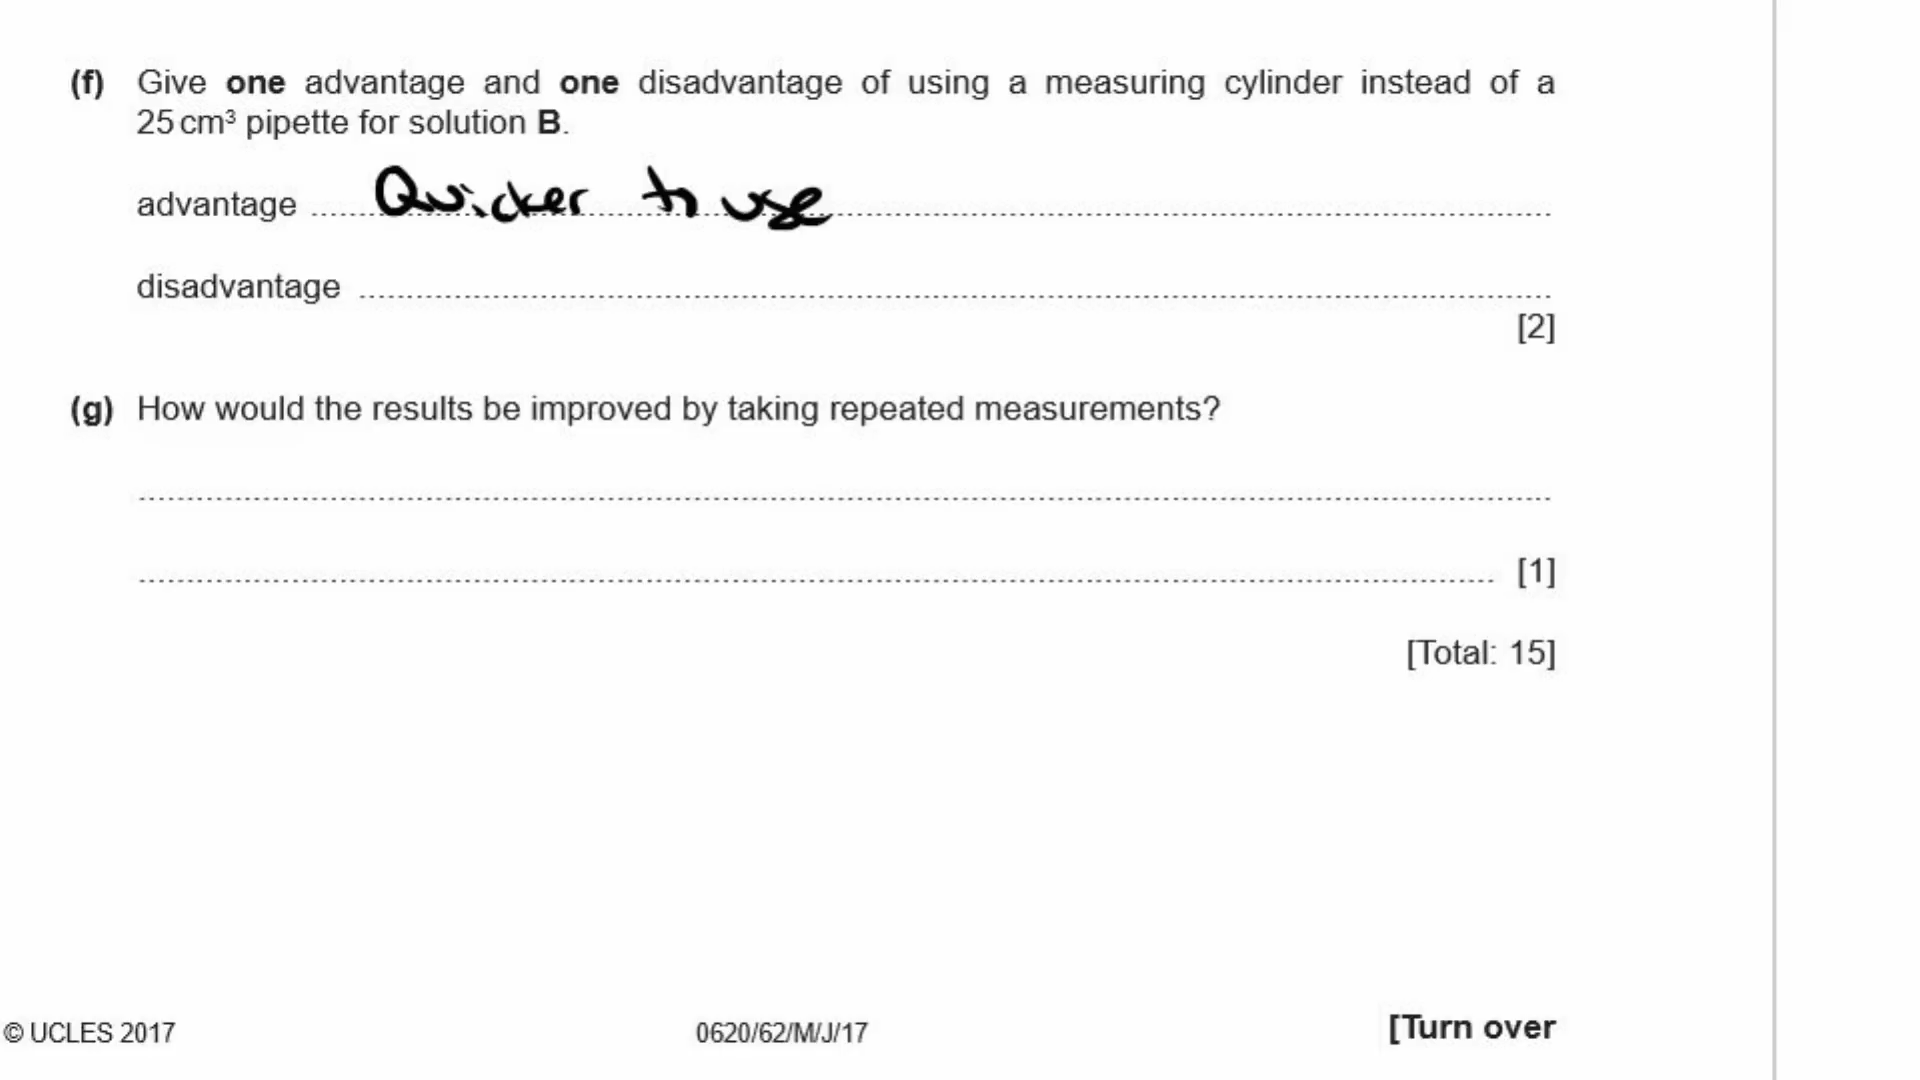 (f) Give one advantage and one disadvantage of using a measuring cylinder instead of a
25 cm³ pipette for solution B.
advantage ........ Quicker to use ........
disadvantage ................
[2]
(g) How would the results be improved by taking repeated measurements?
................
................ [1]
[Total: 15]
© UCLES 2017 0620/62/M/J/17 [Turn over